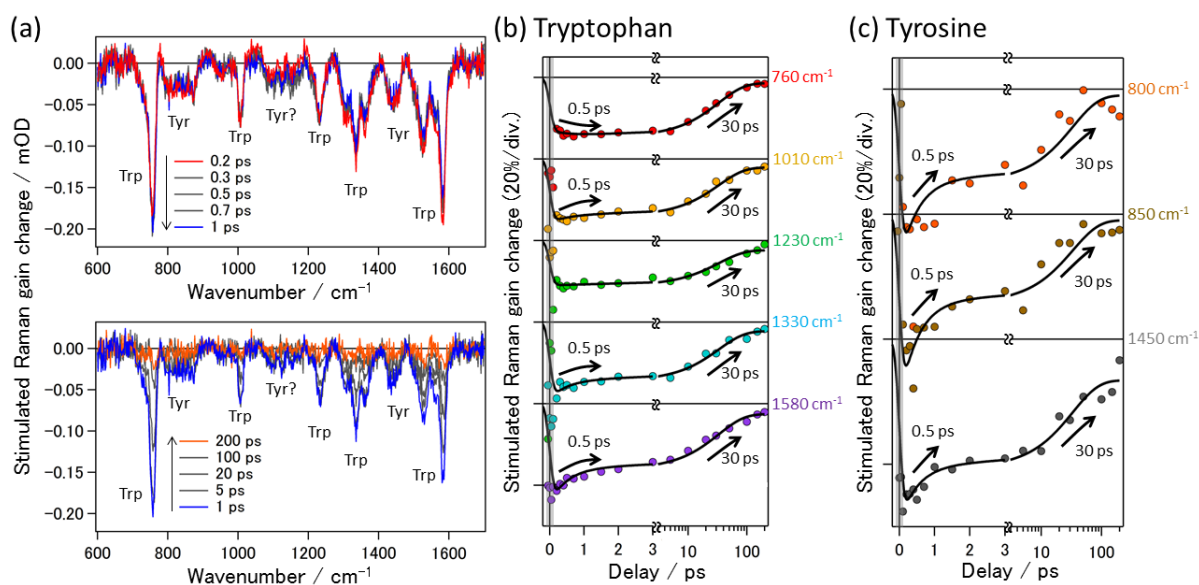 (a)
Stimulated Raman gain change / mOD
0.00
-0.05
-0.10
-0.15
-0.20
Trp
Tyr
Trp
Tyr?
Trp
Trp
Tyr
Trp
0.2 ps
0.3 ps
0.5 ps
0.7 ps
1 ps
600 800 1000 1200 1400 1600
Wavenumber / cm⁻¹
0.00
-0.05
-0.10
-0.15
-0.20
Trp
Tyr
Trp
Tyr?
Trp
Trp
Tyr
Trp
200 ps
100 ps
20 ps
5 ps
1 ps
600 800 1000 1200 1400 1600
Wavenumber / cm⁻¹
(b) Tryptophan
Stimulated Raman gain change (20%/div.)
760 cm⁻¹
0.5 ps
30 ps
1010 cm⁻¹
0.5 ps
30 ps
1230 cm⁻¹
30 ps
1330 cm⁻¹
0.5 ps
30 ps
1580 cm⁻¹
0.5 ps
30 ps
0 1 2 3 10 100
Delay / ps
(c) Tyrosine
Stimulated Raman gain change (20%/div.)
800 cm⁻¹
0.5 ps
30 ps
850 cm⁻¹
0.5 ps
30 ps
1450 cm⁻¹
0.5 ps
30 ps
0 1 2 3 10 100
Delay / ps